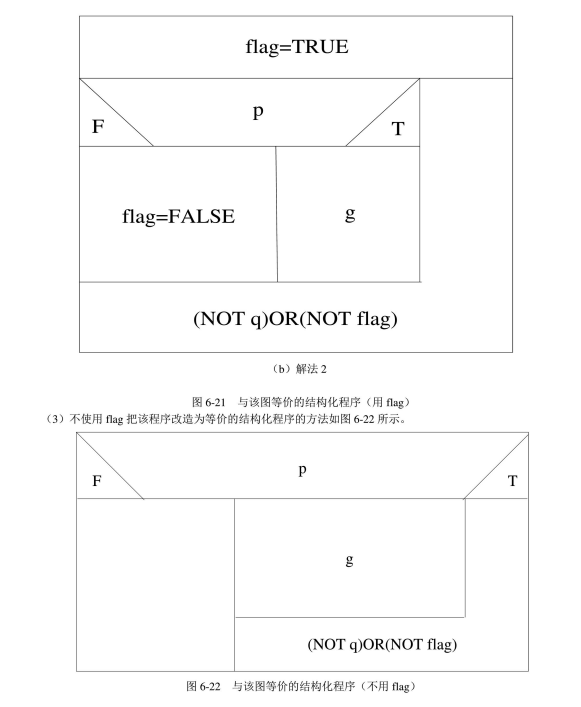 flag=TRUE
p
F
T
flag=FALSE
g
(NOT q)OR(NOT flag)
（b）解法 2
图 6-21 与该图等价的结构化程序（用 flag）
（3）不使用 flag 把该程序改造为等价的结构化程序的方法如图 6-22 所示。
p
F
T
g
(NOT q)OR(NOT flag)
图 6-22 与该图等价的结构化程序（不用 flag）